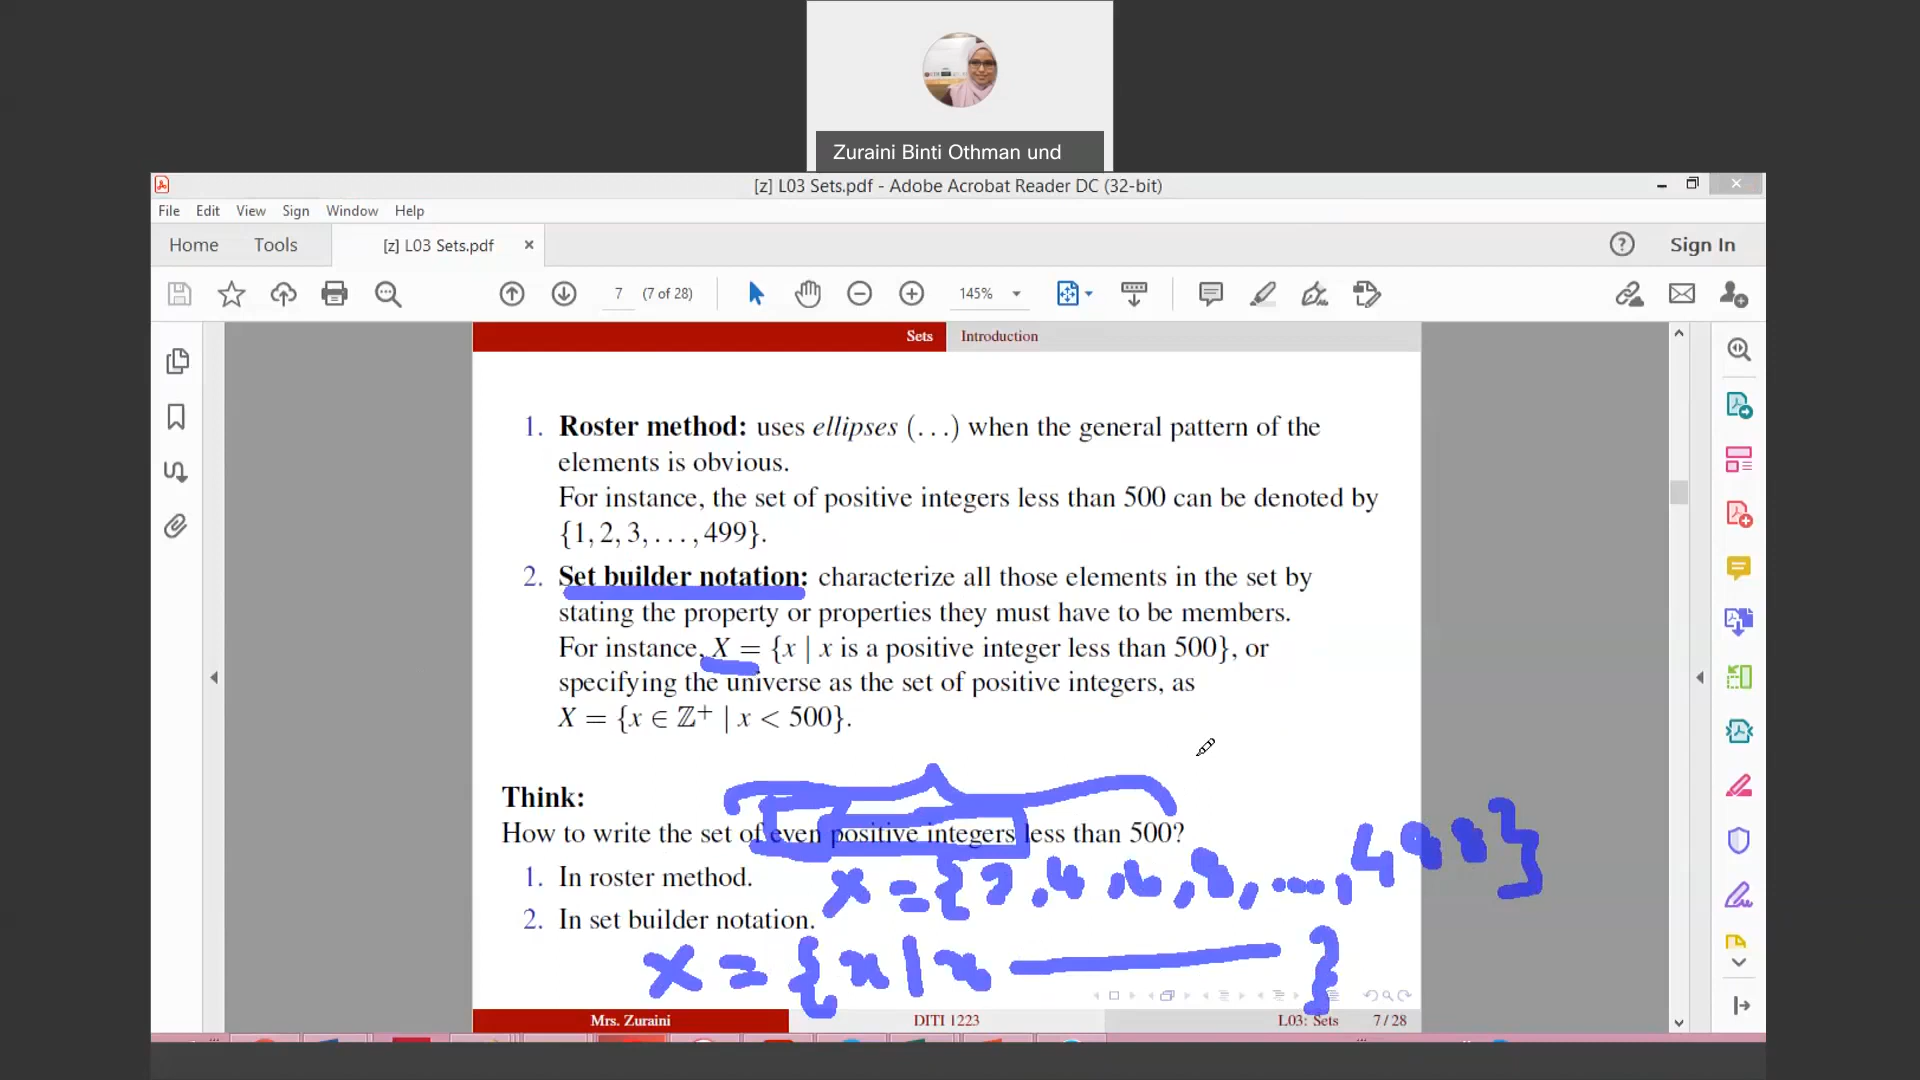 Zuraini Binti Othman und
[z] L03 Sets.pdf - Adobe Acrobat Reader DC (32-bit)
File Edit View Sign Window Help
Home Tools [z] L03 Sets.pdf × Sign In
7 (7 of 28) 145%
Sets Introduction
1. Roster method: uses ellipses (...) when the general pattern of the
elements is obvious.
For instance, the set of positive integers less than 500 can be denoted by
{1, 2, 3, ..., 499}.
2. Set builder notation: characterize all those elements in the set by
stating the property or properties they must have to be members.
For instance, X = {x | x is a positive integer less than 500}, or
specifying the universe as the set of positive integers, as
X = {x ∈ ℤ⁺ | x < 500}.
Think:
How to write the set of even positive integers less than 500?
1. In roster method.
x = {2, 4, 6, 8, ..., 498}
2. In set builder notation.
x = {x | x ———— }
Mrs. Zuraini DITI 1223 L03: Sets 7 / 28